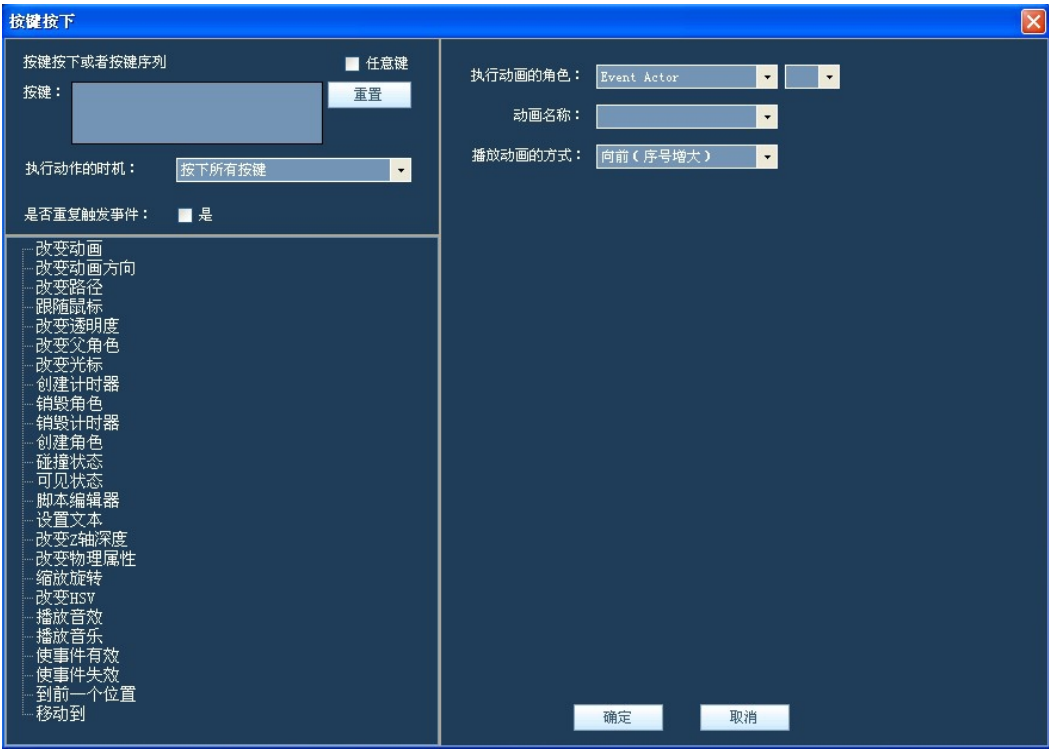 按键按下
按键按下或者按键序列
任意键
按键：
重置
执行动作的时机：
按下所有按键
是否重复触发事件：
是
改变动画
改变动画方向
改变路径
跟随鼠标
改变透明度
改变父角色
改变光标
创建计时器
销毁角色
销毁计时器
创建角色
碰撞状态
可见状态
脚本编辑器
设置文本
改变Z轴深度
改变物理属性
缩放旋转
改变HSV
播放音效
播放音乐
使事件有效
使事件失效
到前一个位置
移动到
执行动画的角色：
Event Actor
动画名称：
播放动画的方式：
向前（序号增大）
确定
取消